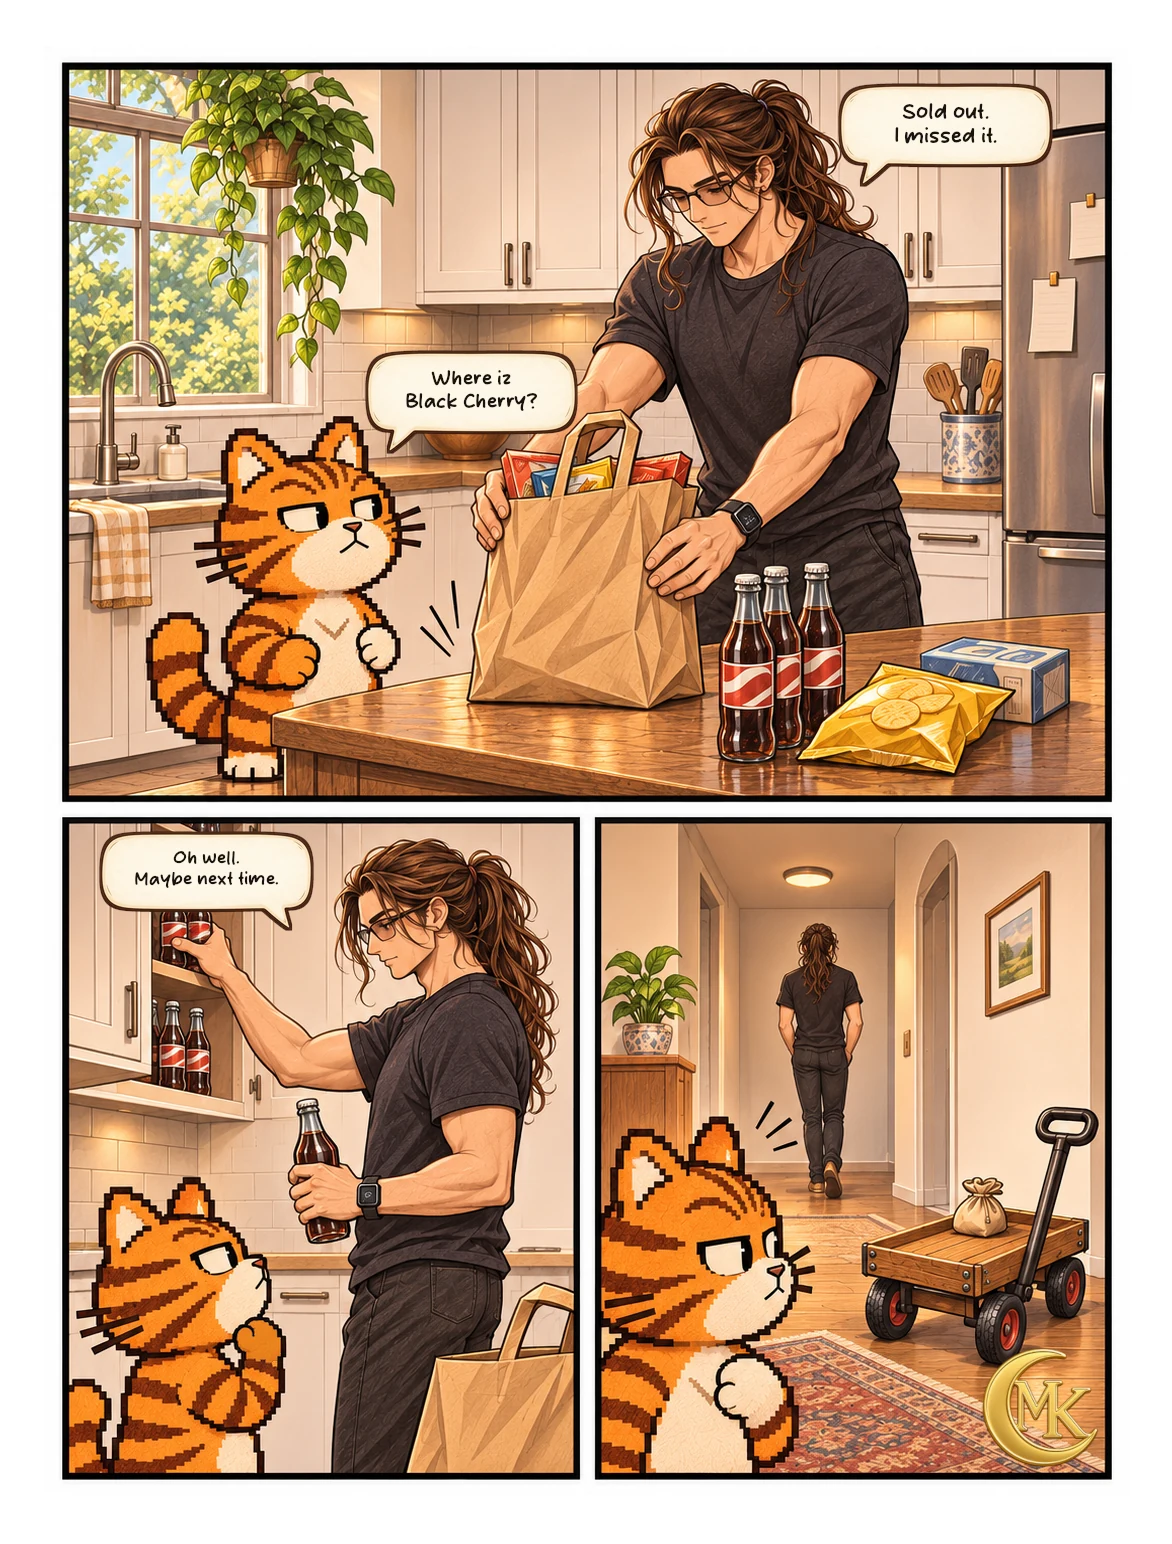 Sold out.
I missed it.
Where iz
Black Cherry?
Oh well.
Maybe next time.
MK